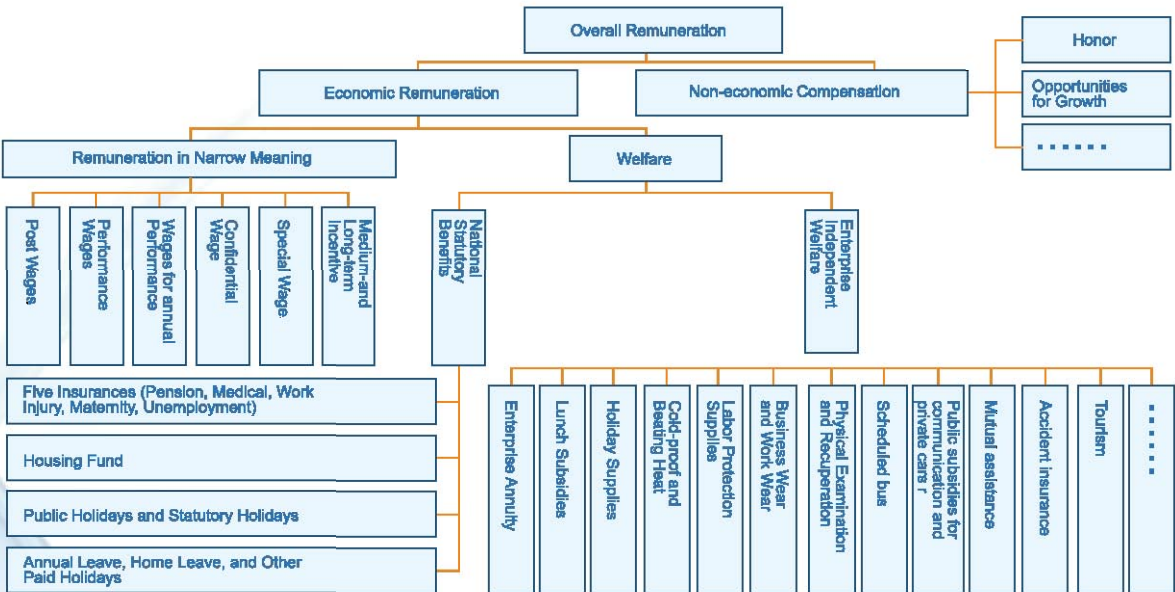 Overall Remuneration
Honor
Economic Remuneration
Non-economic Compensation
Opportunities
for Growth
......
Remuneration in Narrow Meaning
Welfare
Post Wages
Performance
Wages
Wages for annual
Performance
Confidential
Wage
Special Wage
Medium-and
Long-term
Incentive
National
Statutory
Benefits
Enterprise
Independent
Welfare
Five Insurances (Pension, Medical, Work
Injury, Maternity, Unemployment)
Housing Fund
Public Holidays and Statutory Holidays
Annual Leave, Home Leave, and Other
Paid Holidays
Enterprise Annuity
Lunch Subsidies
Holiday Supplies
Cold-proof and
Beating Heat
Labor Protection
Supplies
Business Wear
and Work Wear
Physical Examination
and Recuperation
Scheduled bus
Public subsidies for
communication and
private cars r
Mutual assistance
Accident insurance
Tourism
......